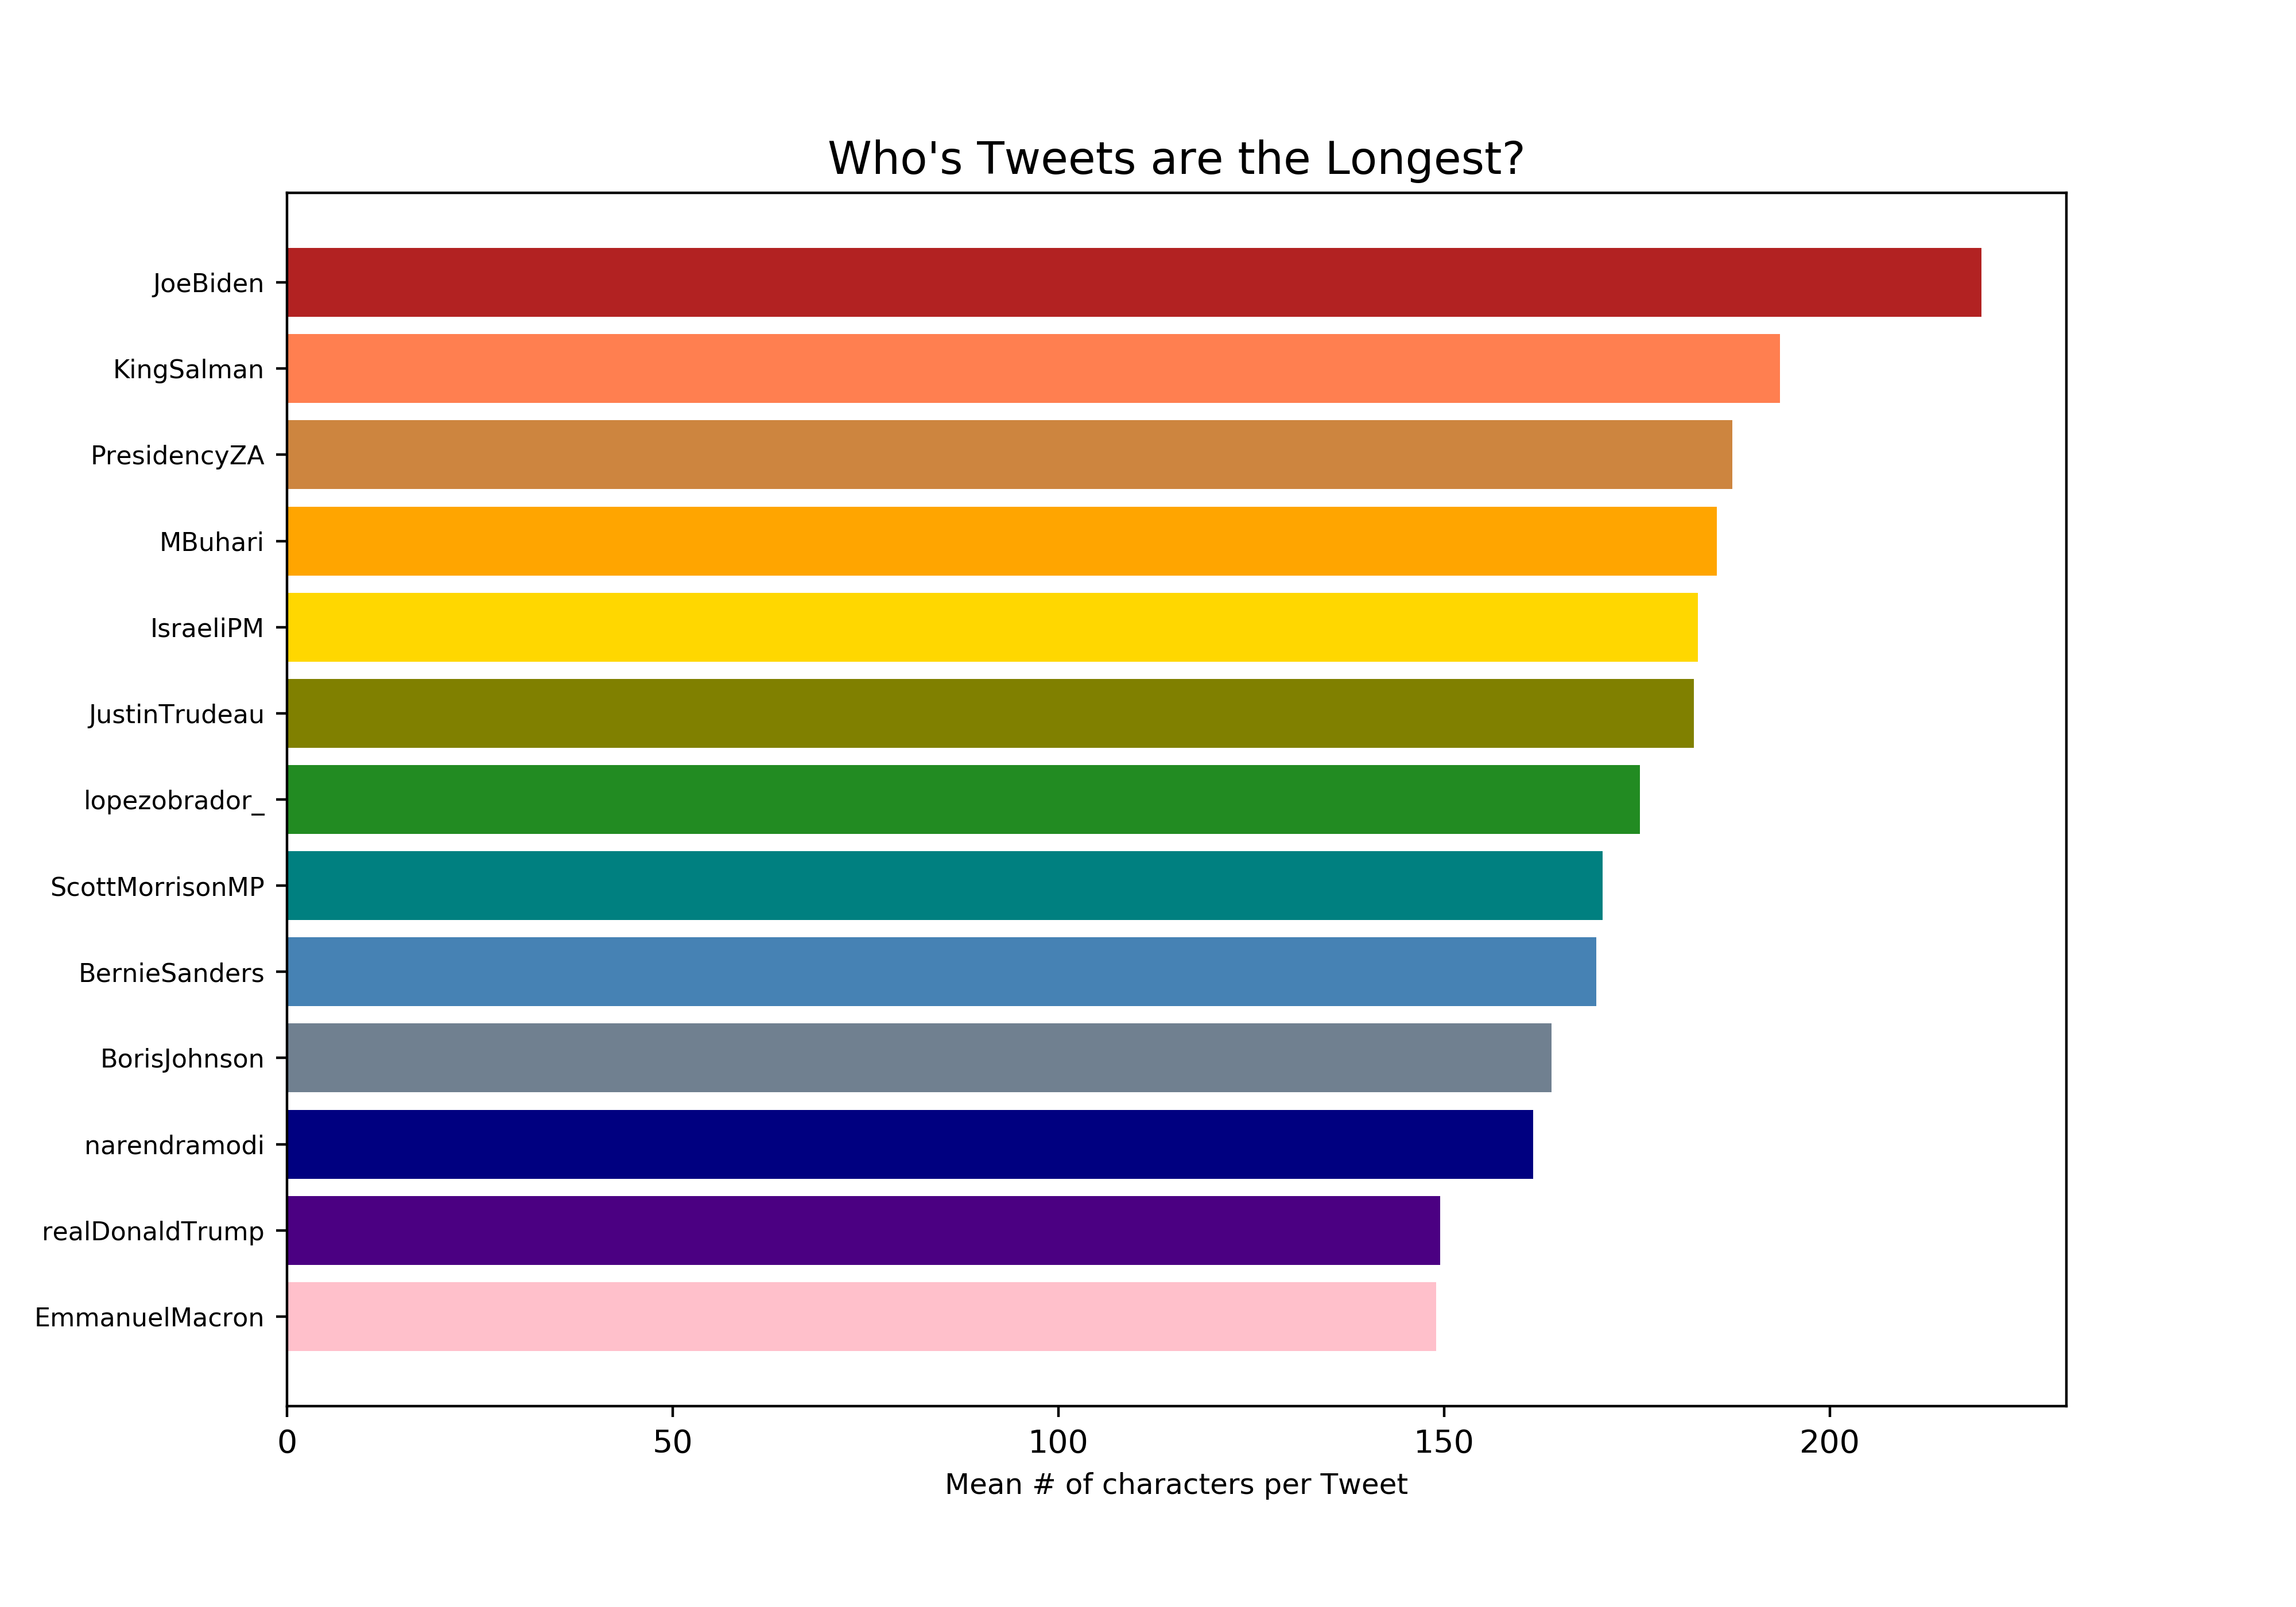 Who's Tweets are the Longest?
JoeBiden
KingSalman
PresidencyZA
MBuhari
IsraeliPM
JustinTrudeau
lopezobrador_
ScottMorrisonMP
BernieSanders
BorisJohnson
narendramodi
realDonaldTrump
EmmanuelMacron
0 50 100 150 200
Mean # of characters per Tweet